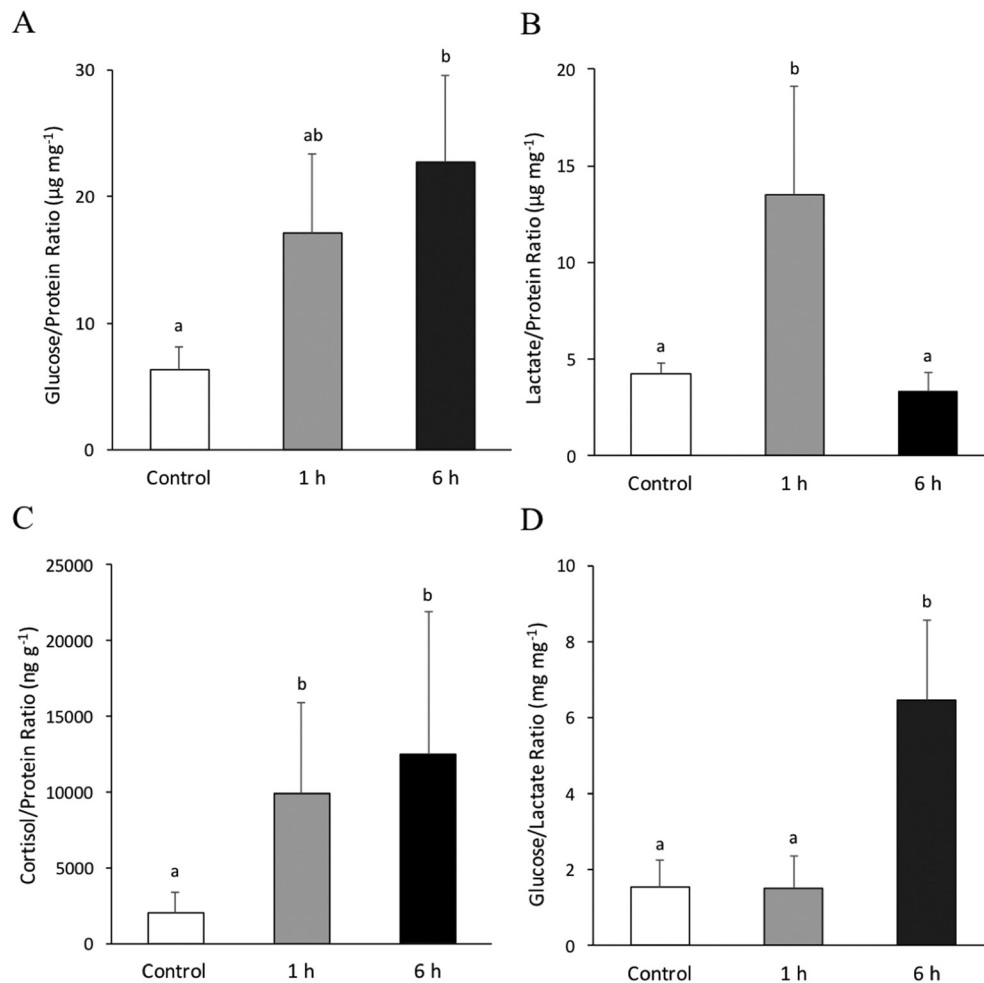 A
Glucose/Protein Ratio (µg mg⁻¹)
30
20
10
0
a
ab
b
Control 1 h 6 h
B
Lactate/Protein Ratio (µg mg⁻¹)
20
15
10
5
0
a
b
a
Control 1 h 6 h
C
Cortisol/Protein Ratio (ng g⁻¹)
25000
20000
15000
10000
5000
0
a
b
b
Control 1 h 6 h
D
Glucose/Lactate Ratio (mg mg⁻¹)
10
8
6
4
2
0
a
a
b
Control 1 h 6 h